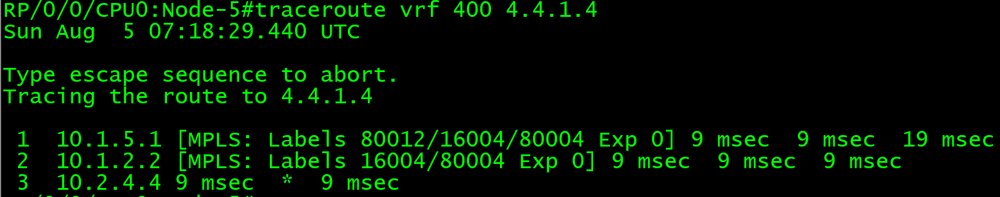 RP/0/0/CPU0:Node-5#traceroute vrf 400 4.4.1.4
Sun Aug  5 07:18:29.440 UTC
Type escape sequence to abort.
Tracing the route to 4.4.1.4
1  10.1.5.1 [MPLS: Labels 80012/16004/80004 Exp 0] 9 msec  9 msec  19 msec
2  10.1.2.2 [MPLS: Labels 16004/80004 Exp 0] 9 msec  9 msec  9 msec
3  10.2.4.4 9 msec  *  9 msec